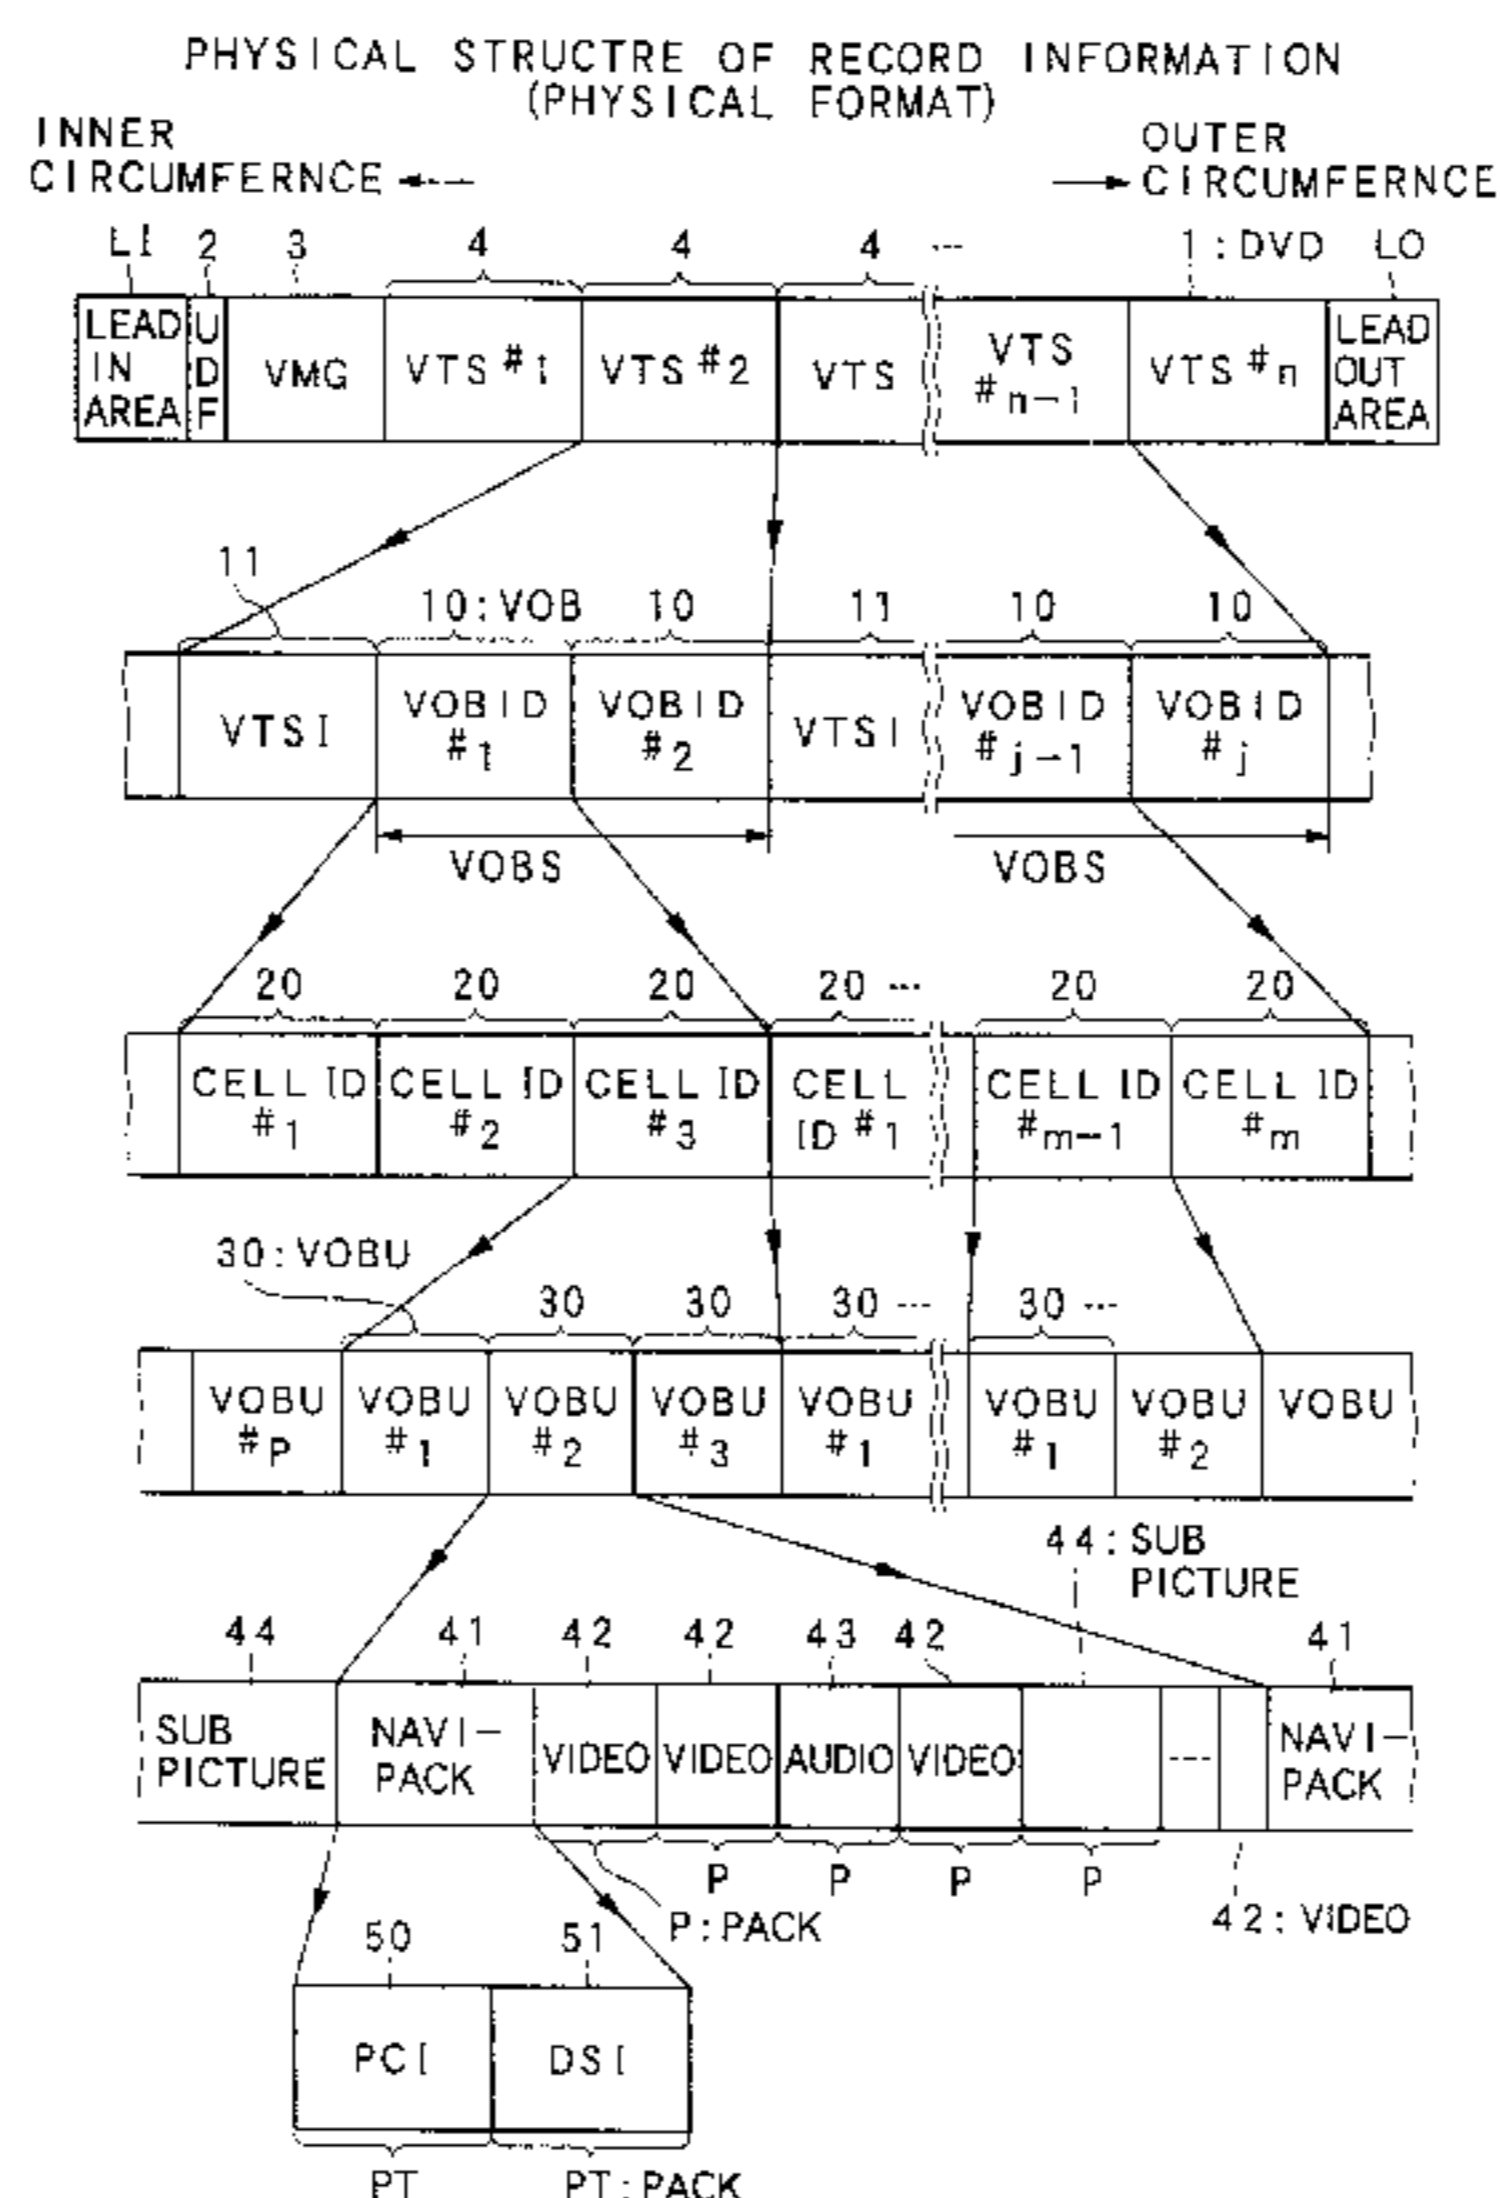 PHYSICAL STRUCTRE OF RECORD INFORMATION
(PHYSICAL FORMAT)
INNER
CIRCUMFERNCE
OUTER
CIRCUMFERNCE
LI 2 3 4 4 4 --- 1:DVD LO
LEAD IN AREA
UDF
VMG
VTS #1
VTS #2
VTS
VTS #n-1
VTS #n
LEAD OUT AREA
11 10:VOB 10 11 10 10
VTSI
VOBID #1
VOBID #2
VTSI
VOBID #j-1
VOBID #j
VOBS VOBS
20 20 20 20 --- 20 20
CELL ID #1
CELL ID #2
CELL ID #3
CELL ID #1
CELL ID #m-1
CELL ID #m
30:VOBU 30 30 30 --- 30 ---
VOBU #P
VOBU #1
VOBU #2
VOBU #3
VOBU #1
VOBU #1
VOBU #2
VOBU
44:SUB PICTURE
44 41 42 42 43 42 41
SUB PICTURE
NAVI-PACK
VIDEO
VIDEO
AUDIO
VIDEO
---
NAVI-PACK
P P P P
P:PACK
42:VIDEO
50 51
PCI DSI
PT PT:PACK